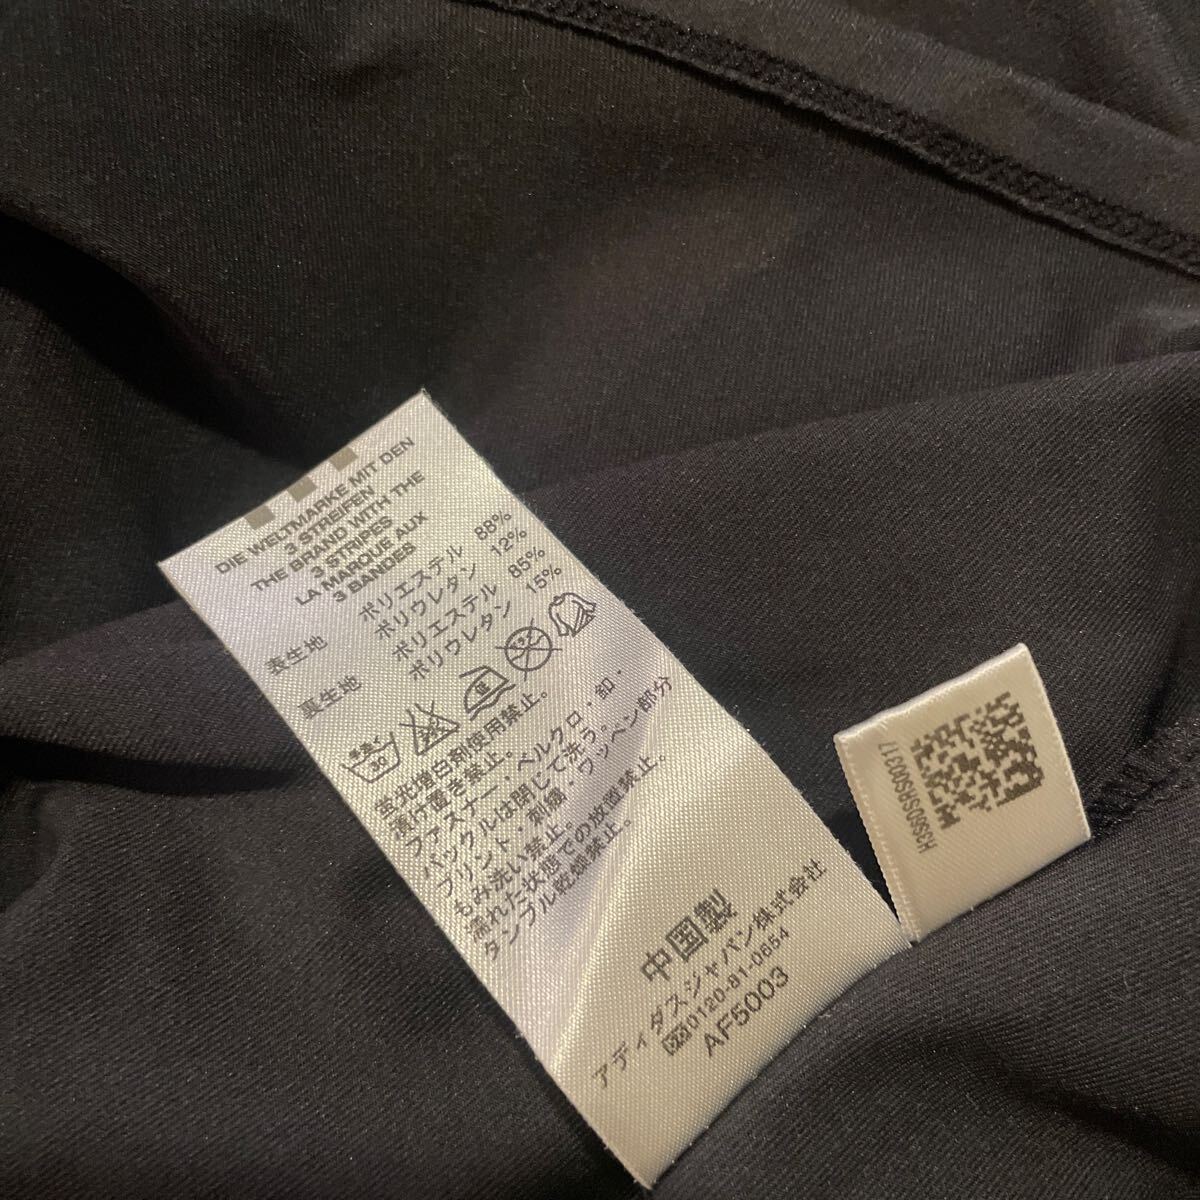 DIE WELTMARKE MIT DEN
3 STREIFEN
THE BRAND WITH THE
3 STRIPES
LA MARQUE AUX
3 BANDES
表生地 ポリエステル 88%
ポリウレタン 12%
裏生地 ポリエステル 85%
ポリウレタン 15%
蛍光増白剤使用禁止。
漬け置き禁止。
ファスナー・ベルクロ・釦・
バックルは閉じて洗う。
プリント・刺繍・ワッペン部分
もみ洗い禁止。
濡れた状態での放置禁止。
タンブル乾燥禁止。
中国製
アディダスジャパン株式会社
0120-81-0654
AF5003